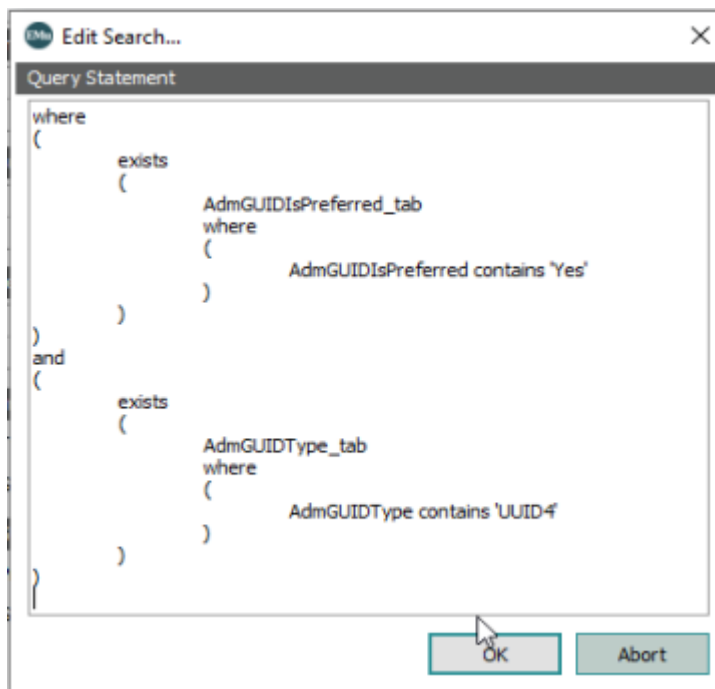 EMu Edit Search...
Query Statement
where
(
exists
(
AdmGUIDIsPreferred_tab
where
(
AdmGUIDIsPreferred contains 'Yes'
)
)
)
and
(
exists
(
AdmGUIDType_tab
where
(
AdmGUIDType contains 'UUID4'
)
)
)
OK Abort